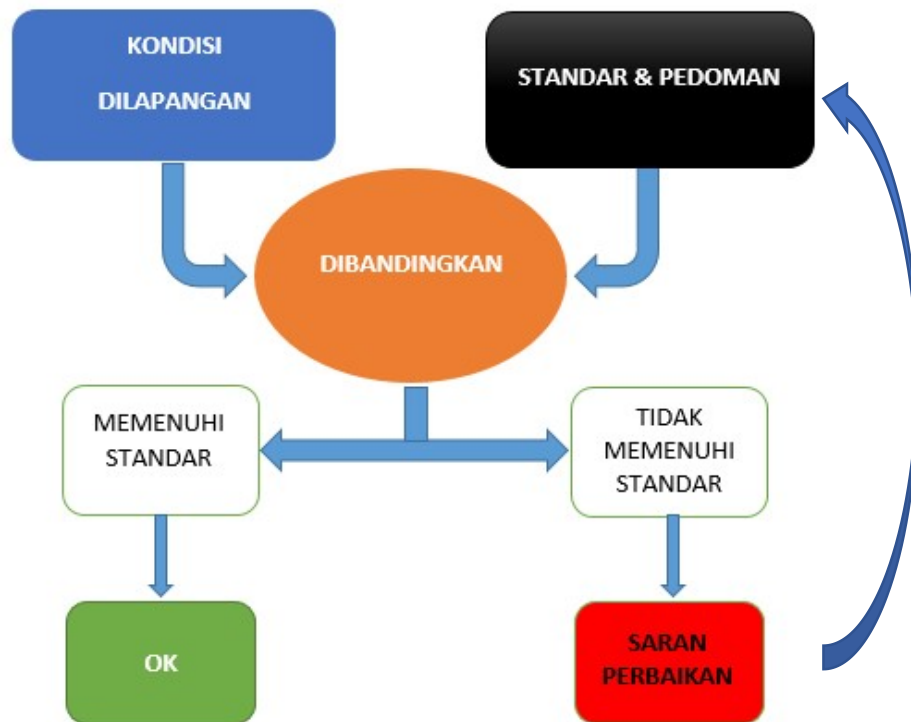 KONDISI
DILAPANGAN
STANDAR & PEDOMAN
DIBANDINGKAN
MEMENUHI
STANDAR
TIDAK
MEMENUHI
STANDAR
OK
SARAN
PERBAIKAN